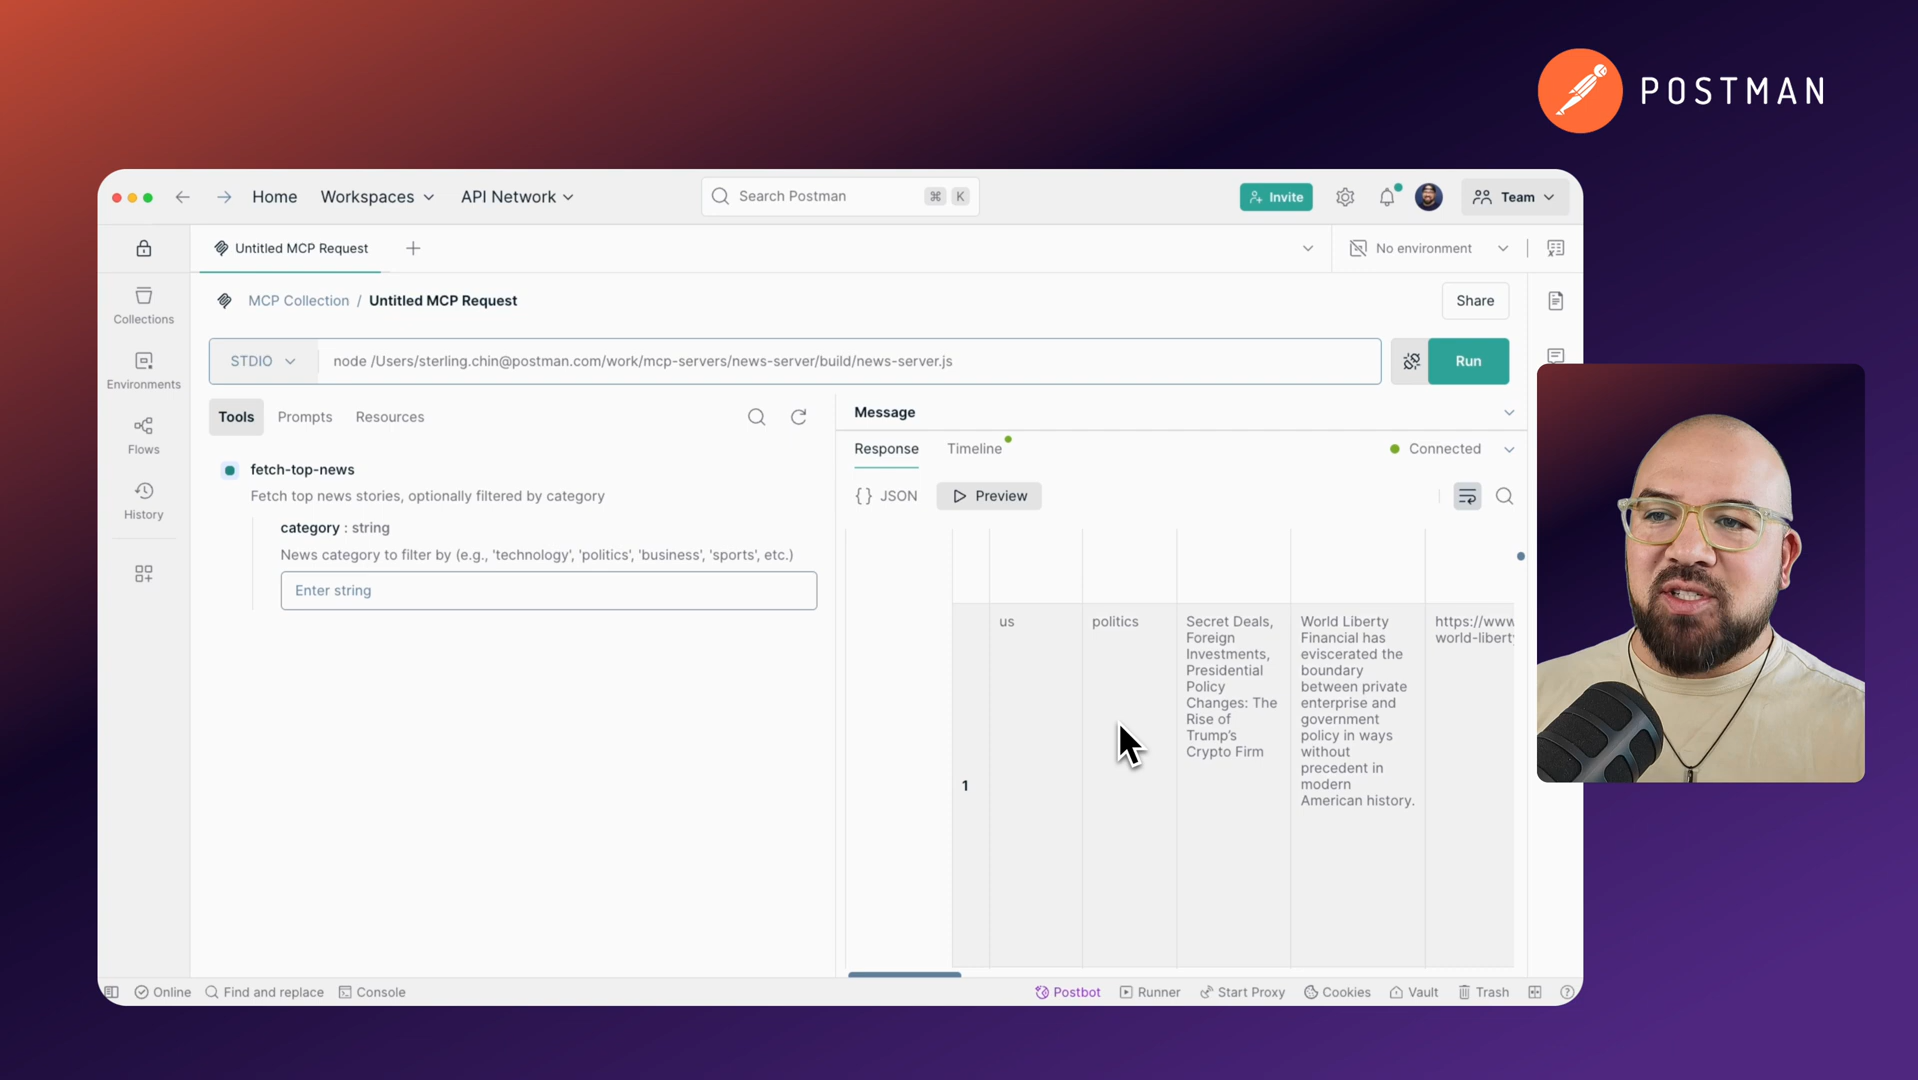 POSTMAN
Home
Workspaces
API Network
Search Postman
⌘ K
Invite
Team
Untitled MCP Request
No environment
MCP Collection / Untitled MCP Request
Share
Collections
Environments
Flows
History
STDIO
node /Users/sterling.chin@postman.com/work/mcp-servers/news-server/build/news-server.js
Run
Tools
Prompts
Resources
fetch-top-news
Fetch top news stories, optionally filtered by category
category : string
News category to filter by (e.g., 'technology', 'politics', 'business', 'sports', etc.)
Enter string
Message
Response
Timeline
Connected
{ } JSON
Preview
1
us
politics
Secret Deals,
Foreign
Investments,
Presidential
Policy
Changes: The
Rise of
Trump's
Crypto Firm
World Liberty
Financial has
eviscerated the
boundary
between private
enterprise and
government
policy in ways
without
precedent in
modern
American history.
https://www
world-liberty
Online
Find and replace
Console
Postbot
Runner
Start Proxy
Cookies
Vault
Trash